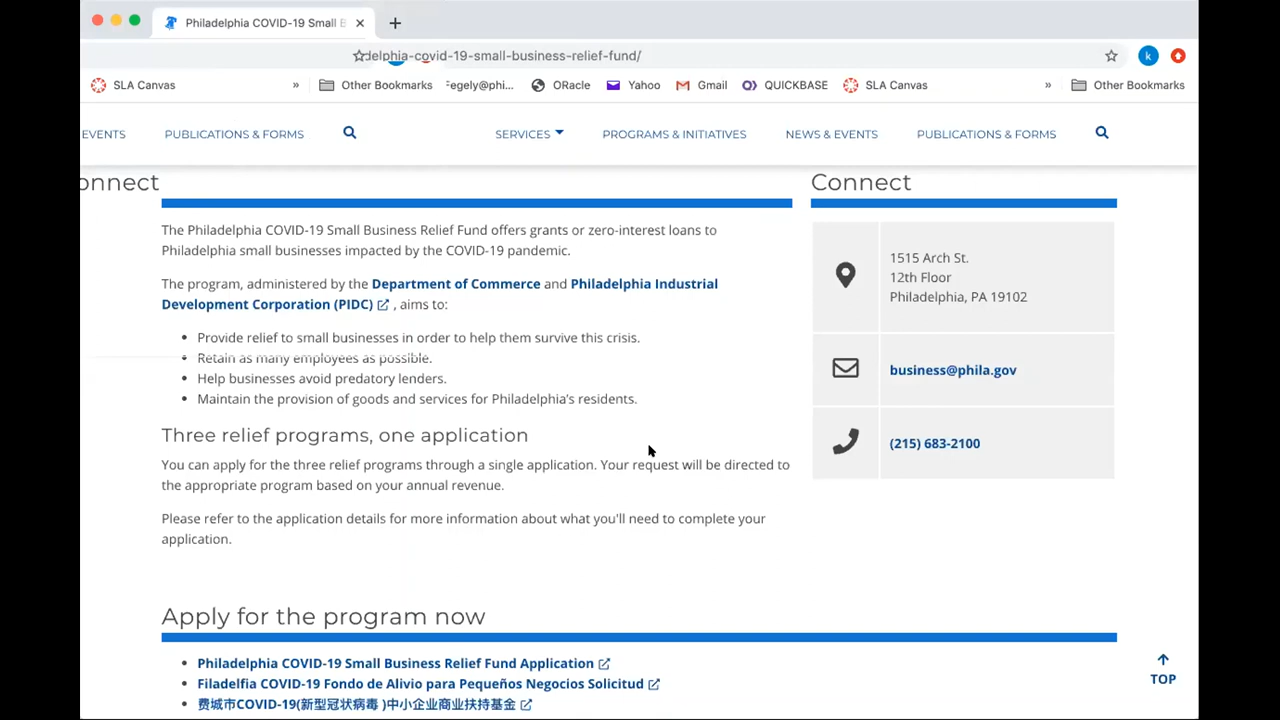 Philadelphia COVID-19 Small B
delphia-covid-19-small-business-relief-fund/
k
SLA Canvas » Other Bookmarks Fegely@phi... ORacle Yahoo Gmail QUICKBASE SLA Canvas » Other Bookmarks
EVENTS PUBLICATIONS & FORMS SERVICES PROGRAMS & INITIATIVES NEWS & EVENTS PUBLICATIONS & FORMS
onnect
The Philadelphia COVID-19 Small Business Relief Fund offers grants or zero-interest loans to
Philadelphia small businesses impacted by the COVID-19 pandemic.
The program, administered by the Department of Commerce and Philadelphia Industrial
Development Corporation (PIDC) , aims to:
• Provide relief to small businesses in order to help them survive this crisis.
• Retain as many employees as possible.
• Help businesses avoid predatory lenders.
• Maintain the provision of goods and services for Philadelphia's residents.
Three relief programs, one application
You can apply for the three relief programs through a single application. Your request will be directed to
the appropriate program based on your annual revenue.
Please refer to the application details for more information about what you'll need to complete your
application.
Connect
1515 Arch St.
12th Floor
Philadelphia, PA 19102
business@phila.gov
(215) 683-2100
Apply for the program now
• Philadelphia COVID-19 Small Business Relief Fund Application
• Filadelfia COVID-19 Fondo de Alivio para Pequeños Negocios Solicitud
• 费城市COVID-19(新型冠状病毒 )中小企业商业扶持基金
TOP